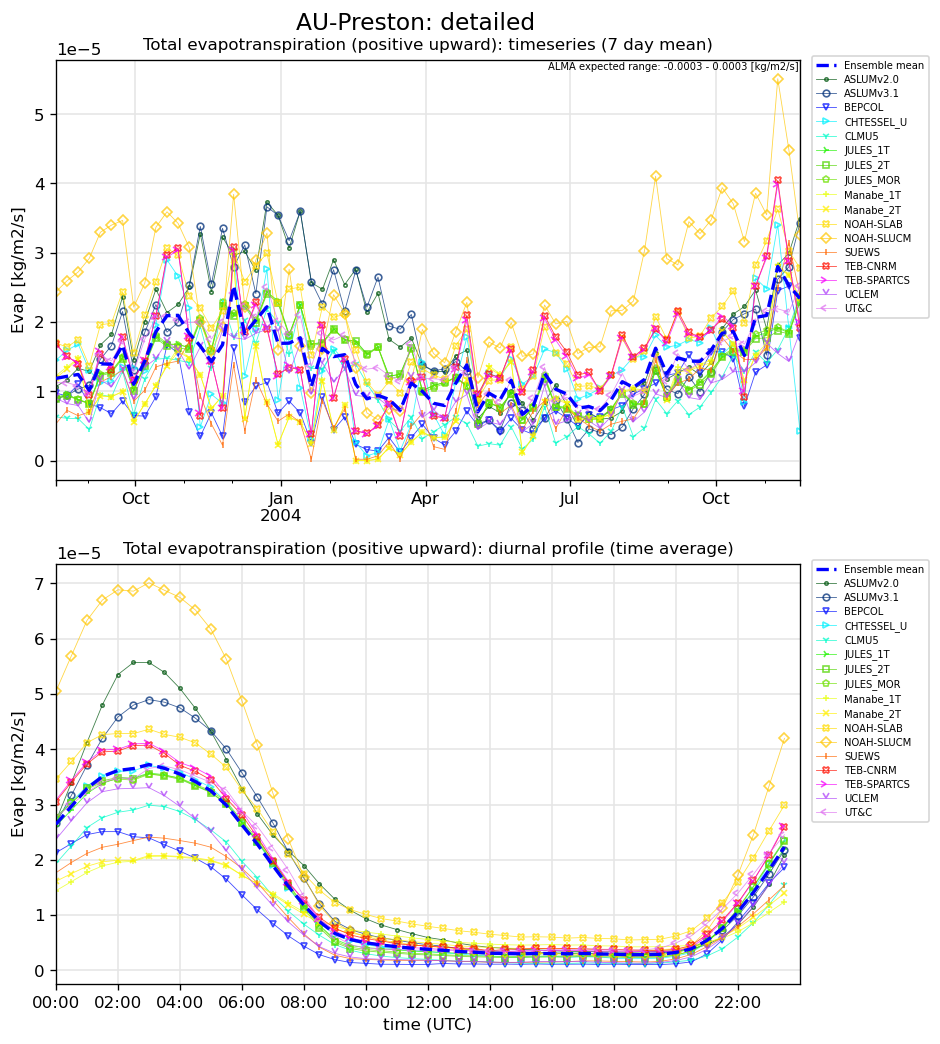 AU-Preston: detailed
Total evapotranspiration (positive upward): timeseries (7 day mean)
1e−5
ALMA expected range: -0.0003 - 0.0003 [kg/m2/s]
Evap [kg/m2/s]
5
4
3
2
1
0
Oct
Jan
2004
Apr
Jul
Oct
Ensemble mean
ASLUMv2.0
ASLUMv3.1
BEPCOL
CHTESSEL_U
CLMU5
JULES_1T
JULES_2T
JULES_MOR
Manabe_1T
Manabe_2T
NOAH-SLAB
NOAH-SLUCM
SUEWS
TEB-CNRM
TEB-SPARTCS
UCLEM
UT&C
Total evapotranspiration (positive upward): diurnal profile (time average)
1e−5
Evap [kg/m2/s]
7
6
5
4
3
2
1
0
00:00
02:00
04:00
06:00
08:00
10:00
12:00
14:00
16:00
18:00
20:00
22:00
time (UTC)
Ensemble mean
ASLUMv2.0
ASLUMv3.1
BEPCOL
CHTESSEL_U
CLMU5
JULES_1T
JULES_2T
JULES_MOR
Manabe_1T
Manabe_2T
NOAH-SLAB
NOAH-SLUCM
SUEWS
TEB-CNRM
TEB-SPARTCS
UCLEM
UT&C